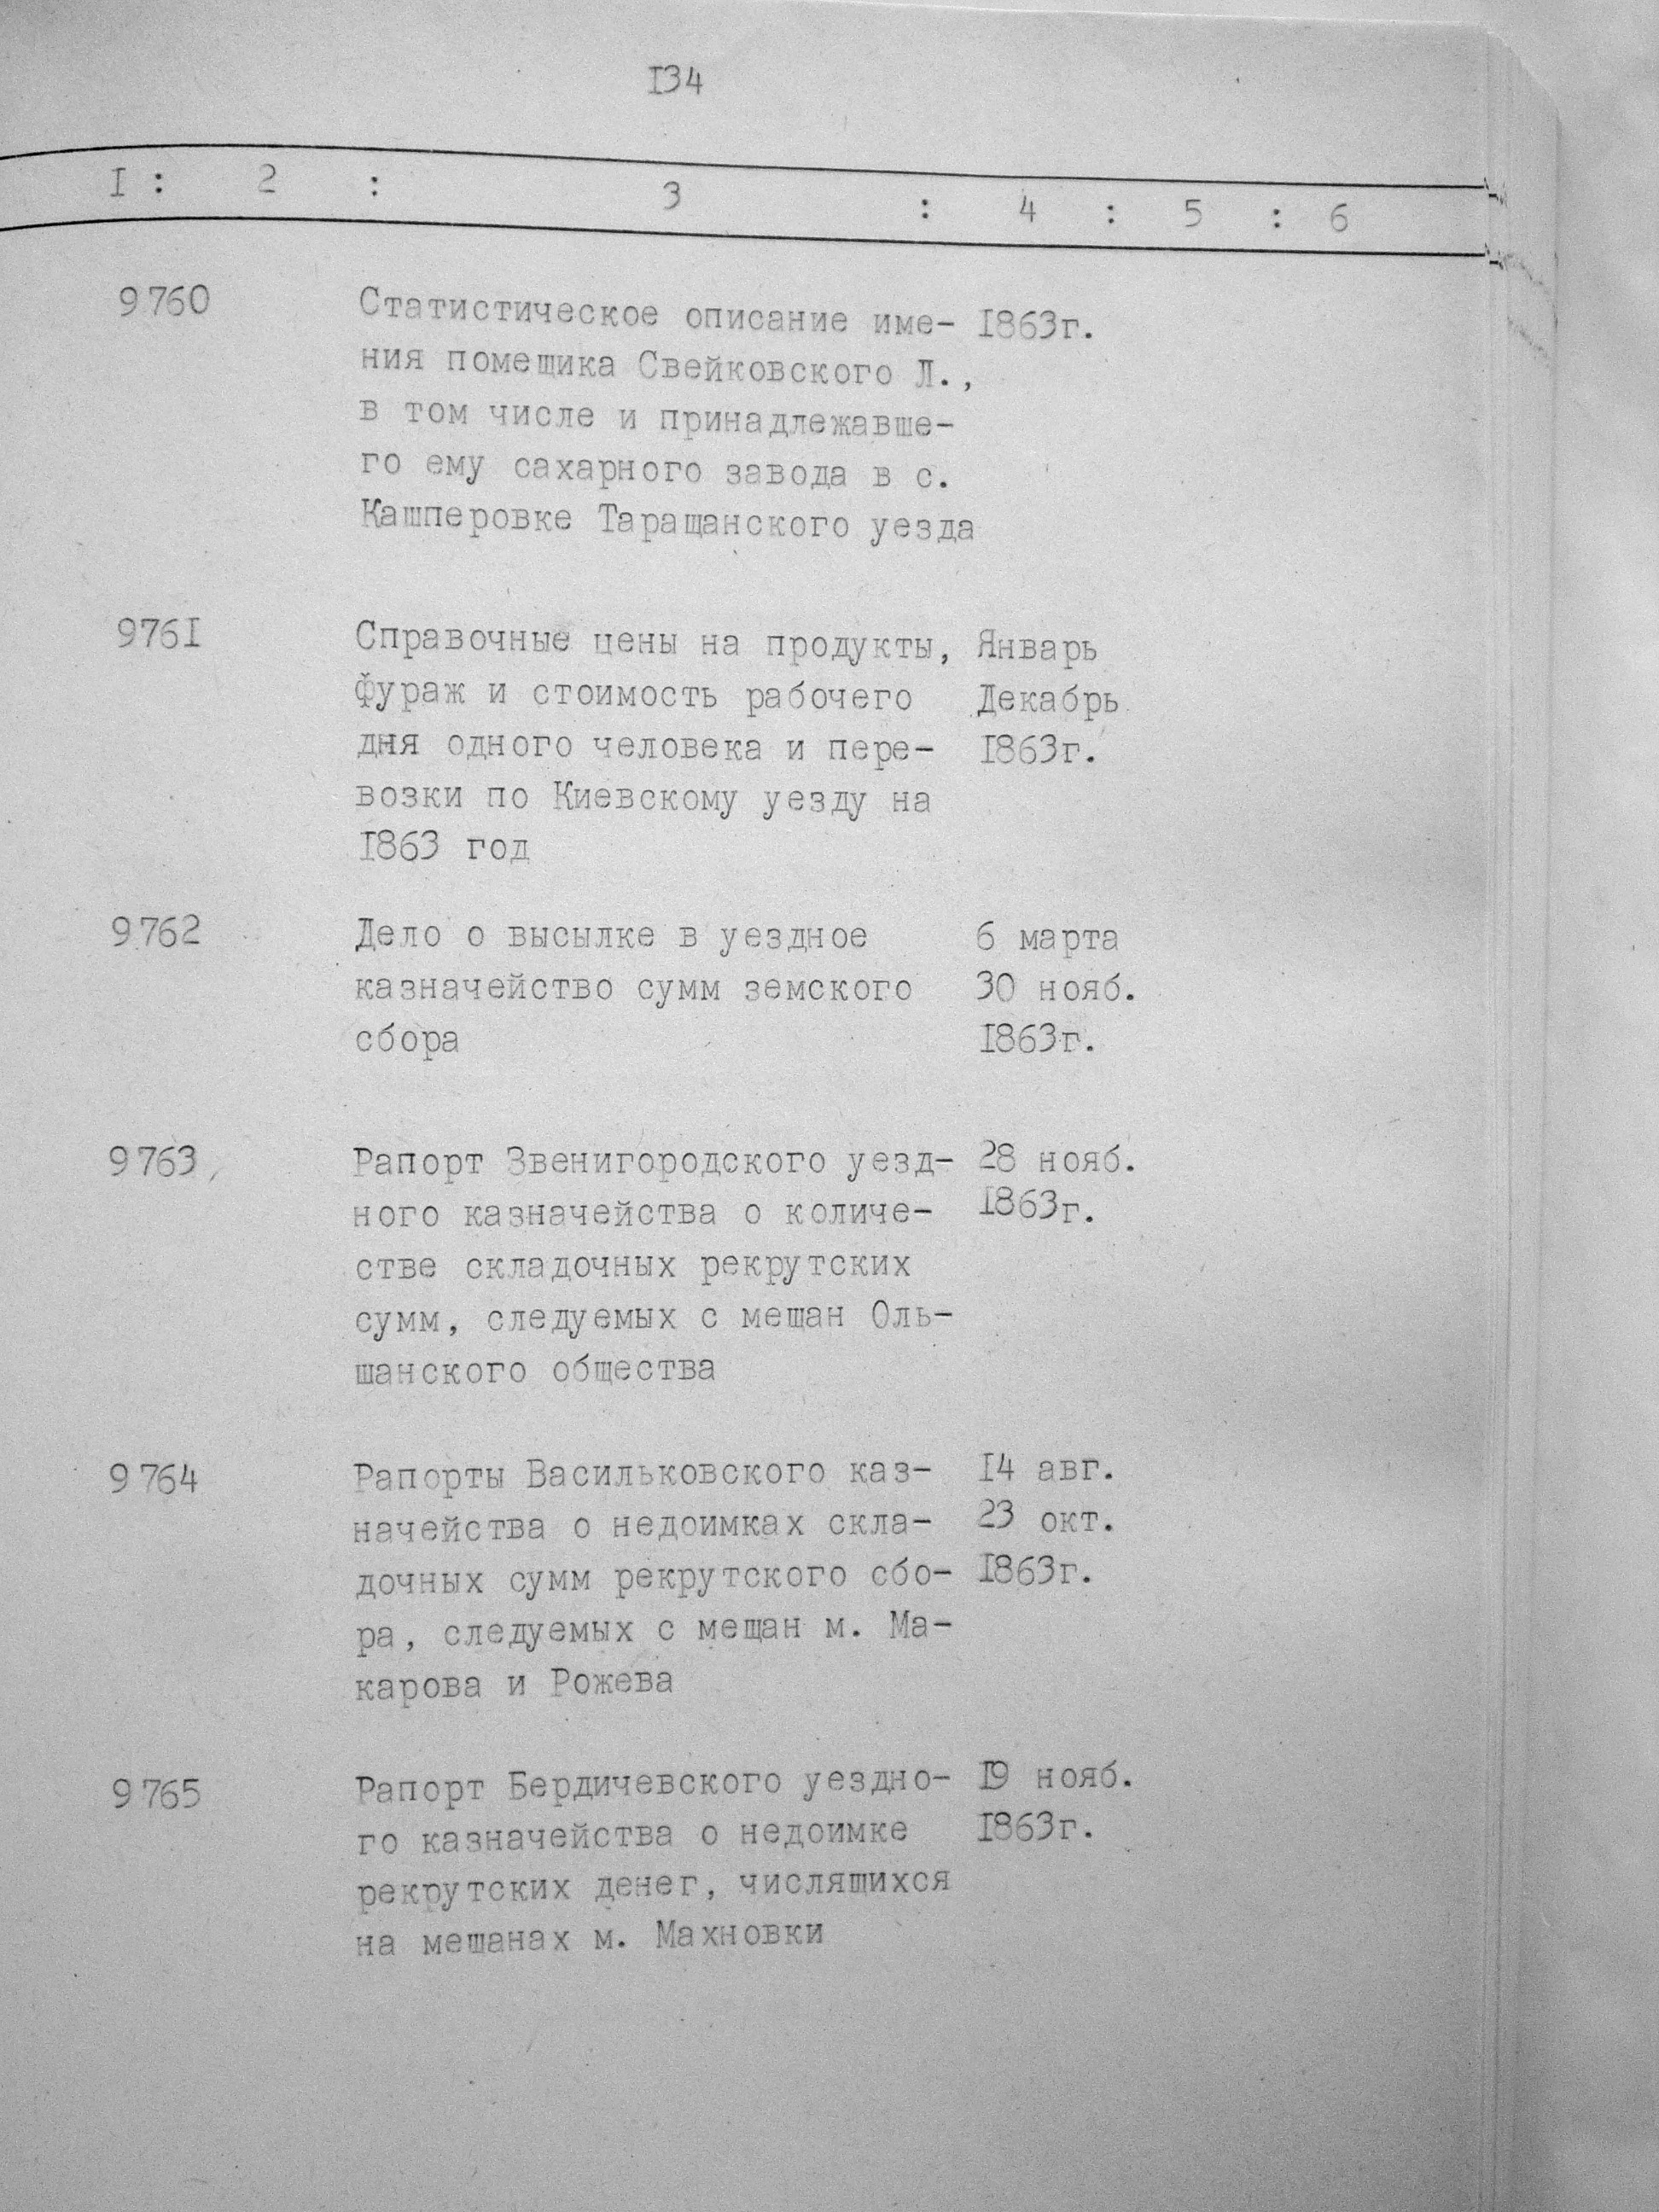 134
I : 2 : 3 : 4 : 5 : 6
9760 Статистическое описание име- 1863г.
ния помещика Свейковского Л.,
в том числе и принадлежавше-
го ему сахарного завода в с.
Кашперовке Таращанского уезда
9761 Справочные цены на продукты, Январь
фураж и стоимость рабочего Декабрь
дня одного человека и пере- 1863г.
возки по Киевскому уезду на
1863 год
9762 Дело о высылке в уездное 6 марта
казначейство сумм земского 30 нояб.
сбора 1863г.
9763 Рапорт Звенигородского уезд- 28 нояб.
ного казначейства о количе- 1863г.
стве складочных рекрутских
сумм, следуемых с мещан Оль-
шанского общества
9764 Рапорты Васильковского каз- 14 авг.
начейства о недоимках скла- 23 окт.
дочных сумм рекрутского сбо- 1863г.
ра, следуемых с мещан м. Ма-
карова и Рожева
9765 Рапорт Бердичевского уездно- 19 нояб.
го казначейства о недоимке 1863г.
рекрутских денег, числящихся
на мещанах м. Махновки